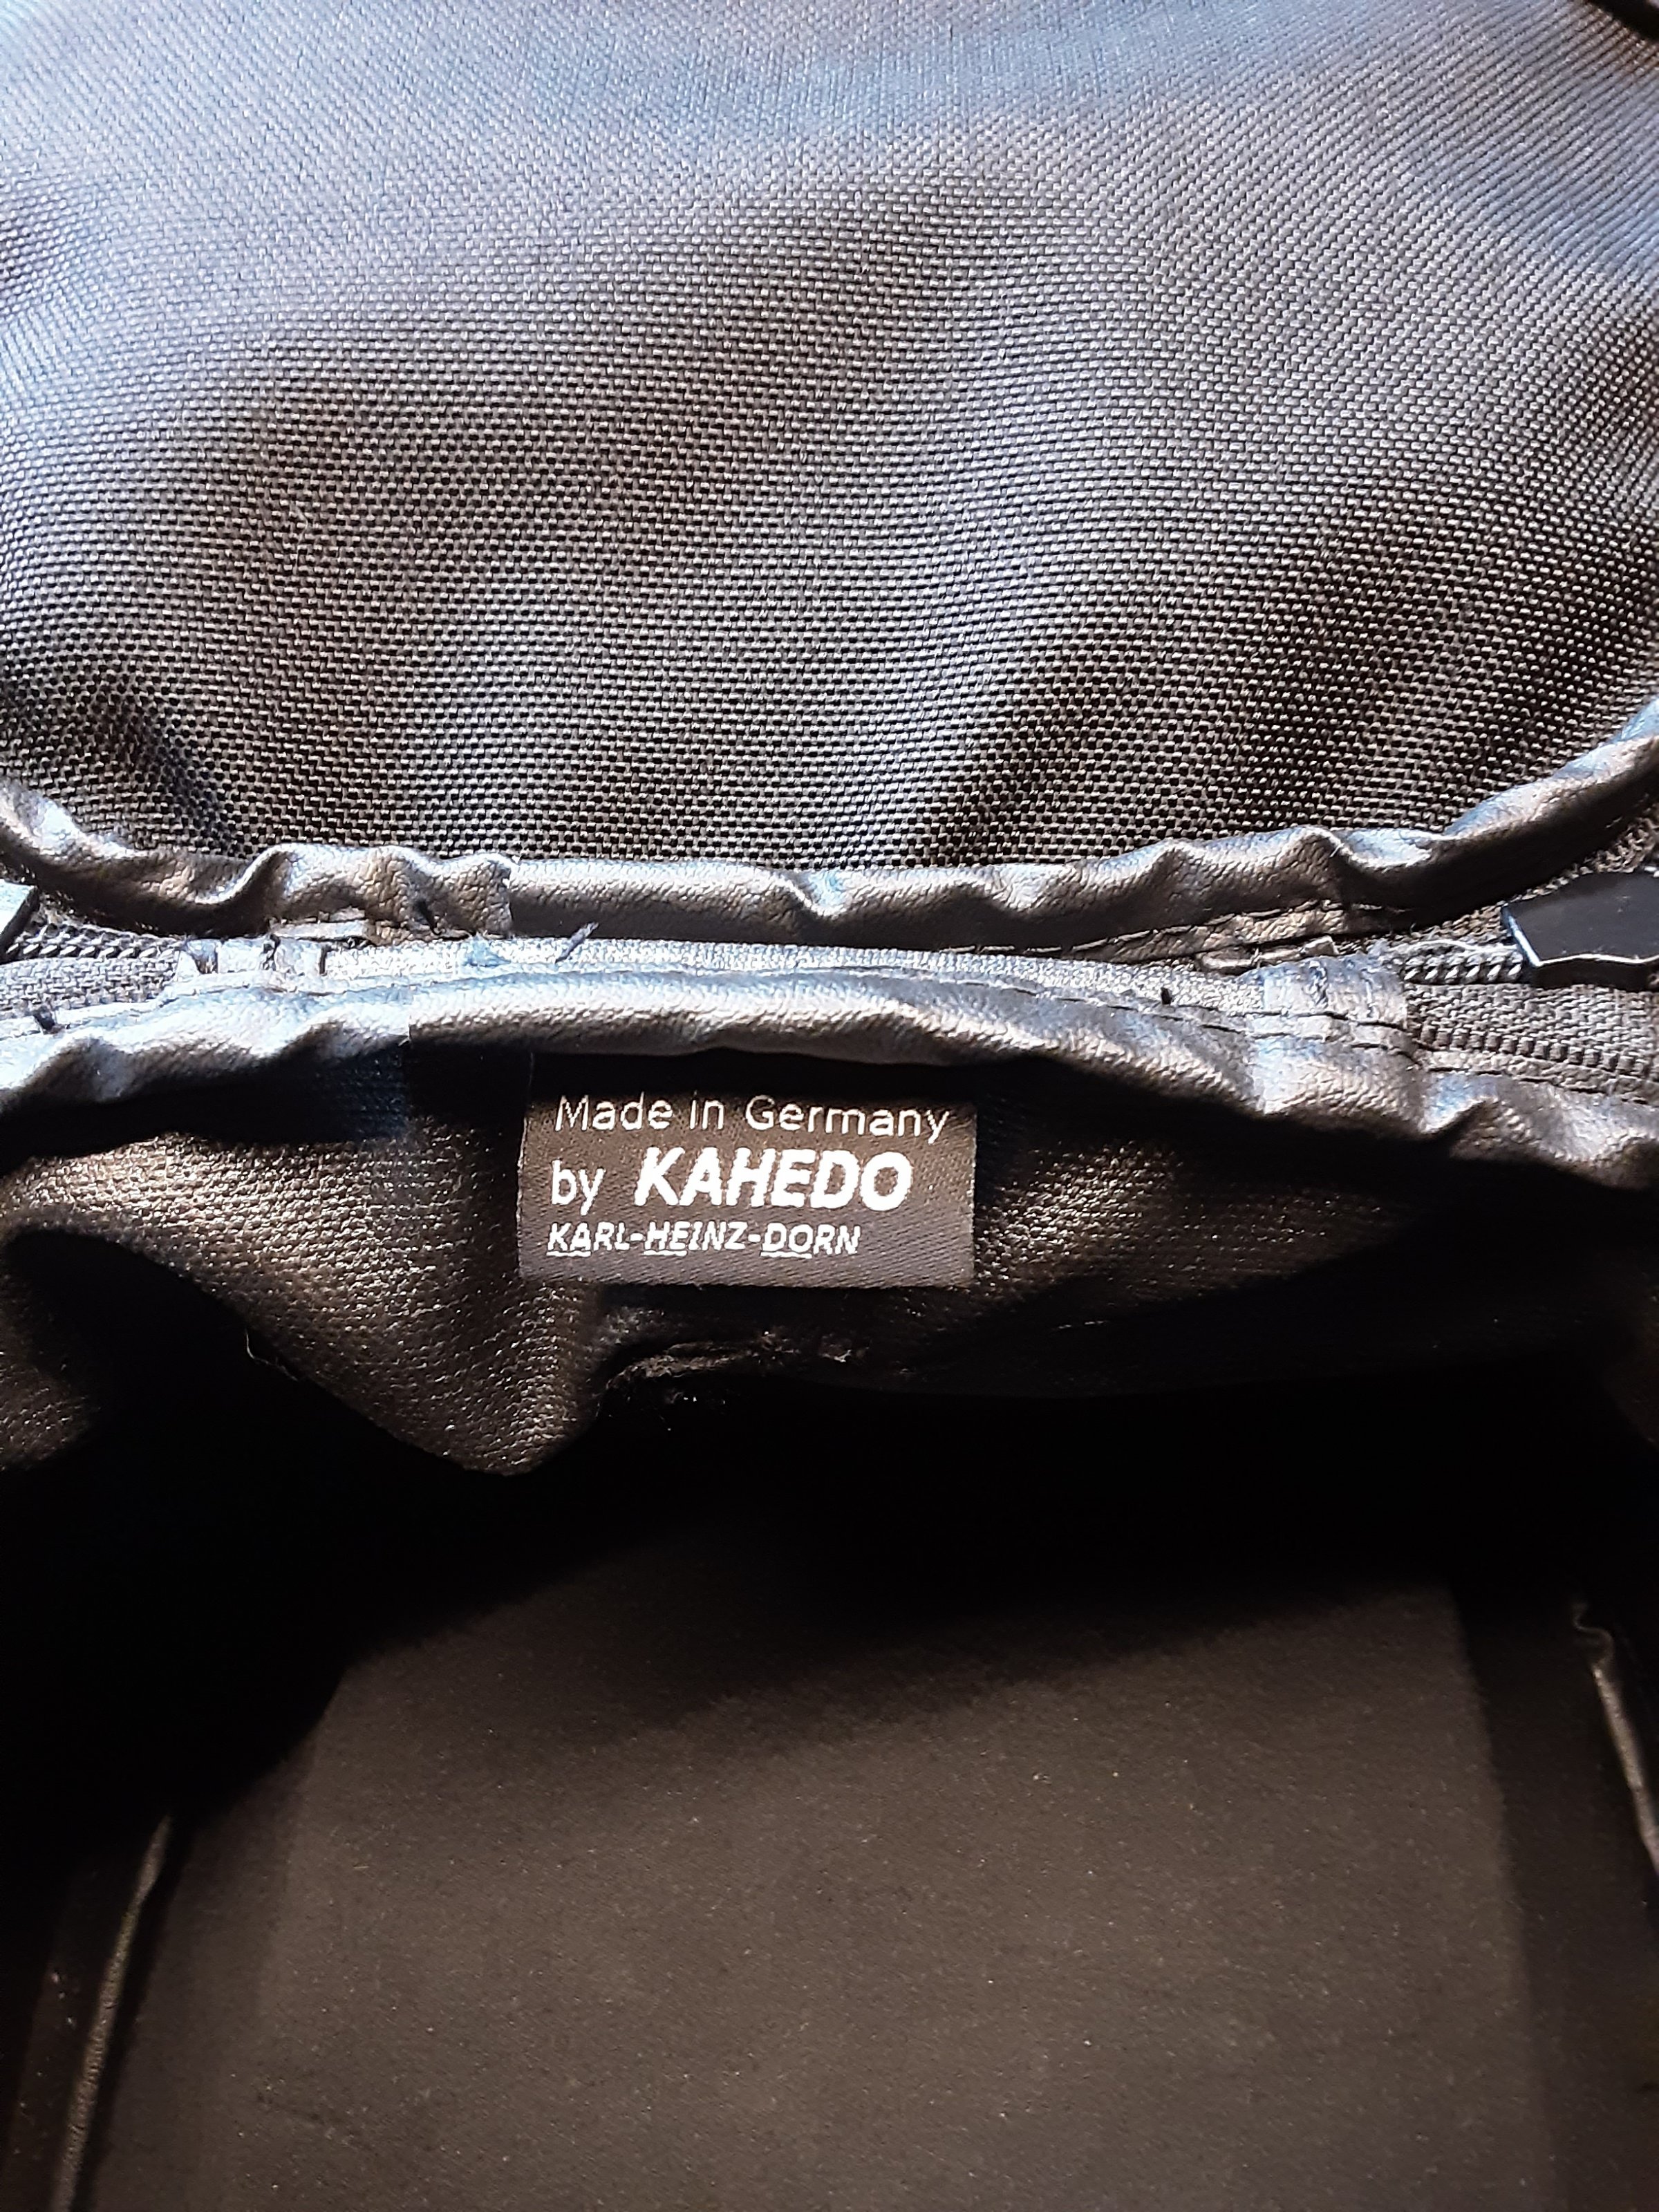 Made in Germany
by KAHEDO
KARL-HEINZ-DORN